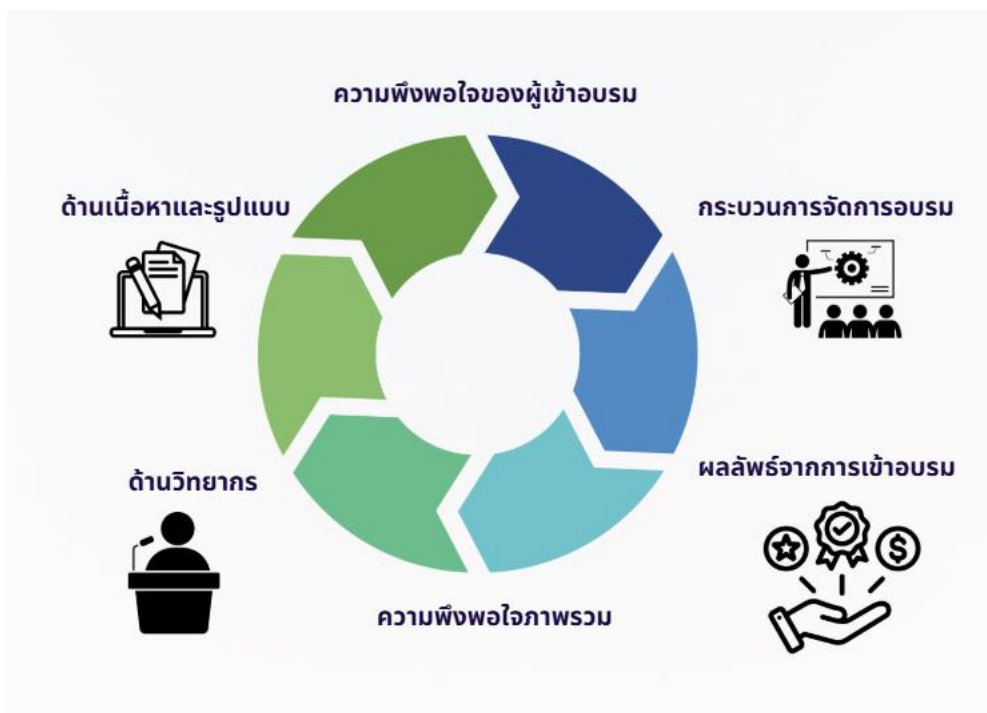 ความพึงพอใจของผู้เข้าอบรม
ด้านเนื้อหาและรูปแบบ
กระบวนการจัดการอบรม
ด้านวิทยากร
ผลลัพธ์จากการเข้าอบรม
ความพึงพอใจภาพรวม